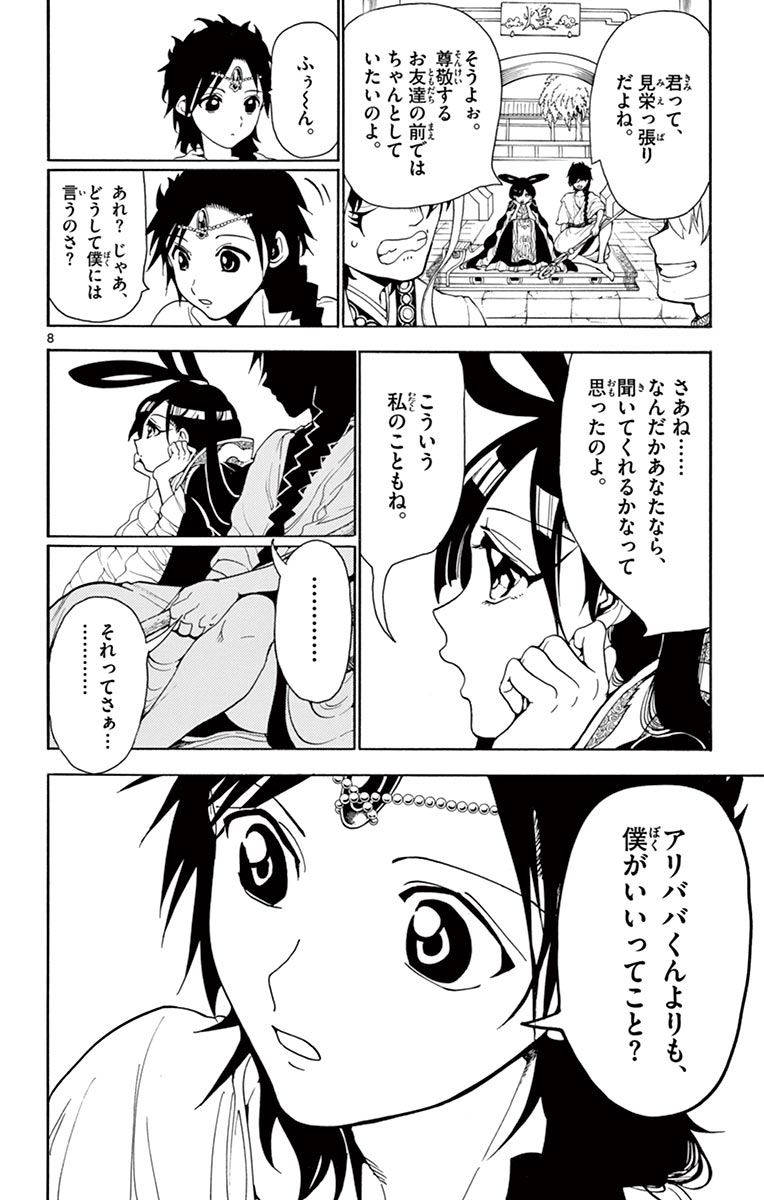 煌
君って、
見栄っ張り
だよね。
そうよぉ。
尊敬する
お友達の前では
ちゃんとして
いたいのよ。
ふぅ〜ん。
あれ？じゃあ、
どうして僕には
言うのさ？
8
さあね……
なんだかあなたなら、
聞いてくれるかなって
思ったのよ。
こういう
私のこともね。
………
それってさぁ…
………
アリババくんよりも、
僕がいいってこと？